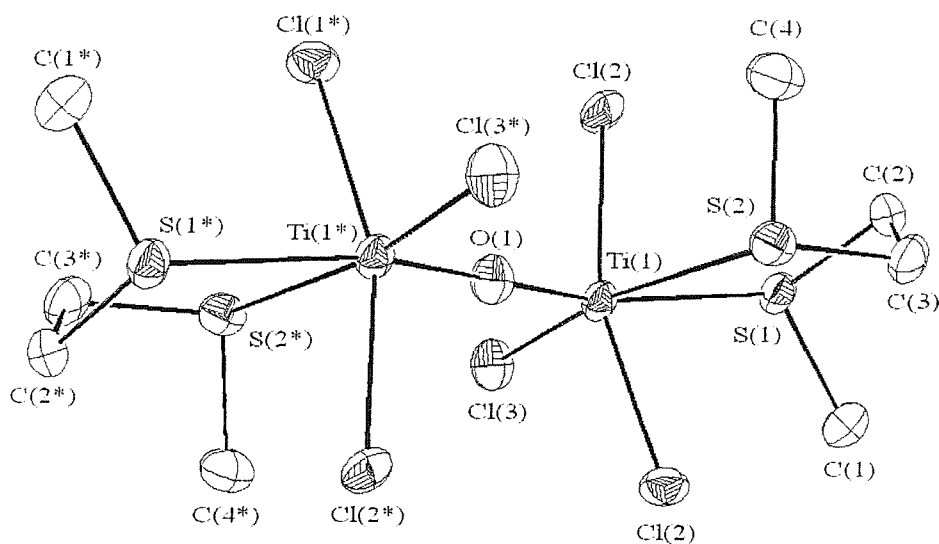 Cl(1*)
C(1*)
C(4)
Cl(2)
Cl(3*)
C(2)
S(1*)
Ti(1*)
S(2)
O(1)
C(3*)
Ti(1)
C(3)
S(2*)
S(1)
C(2*)
Cl(3)
C(1)
C(4*)
Cl(2*)
Cl(2)